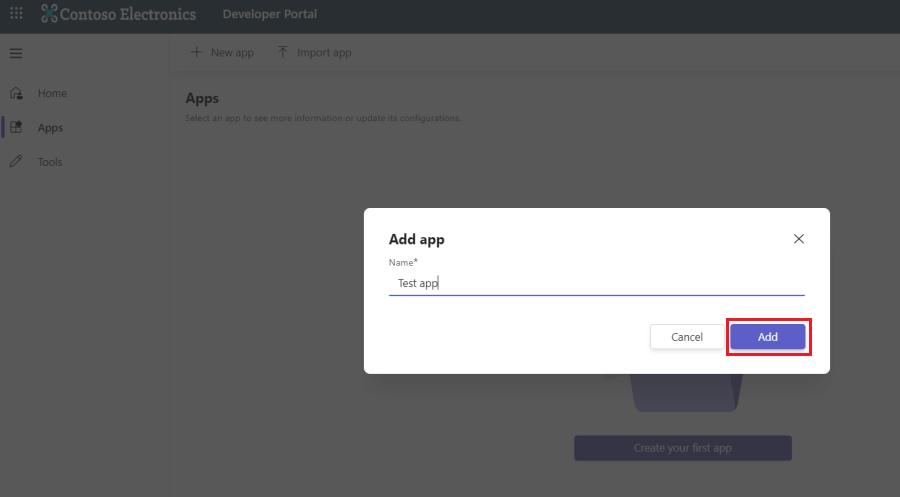 Contoso Electronics Developer Portal
New app Import app
Home
Apps
Tools
Apps
Select an app to see more information or update its configurations.
Add app
Name*
Test app
Cancel Add
Create your first app